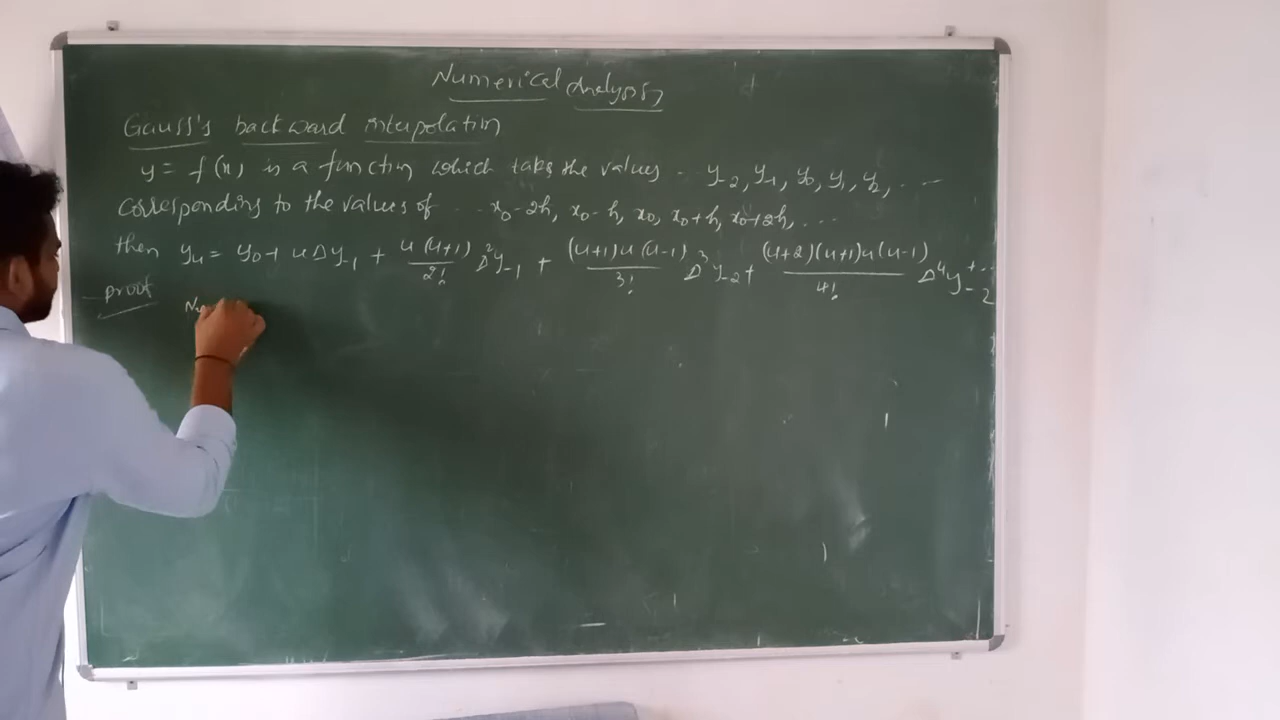 Numerical Analysis
Gauss's backward interpolation
y = f(x) is a function which takes the values .. y₋₂, y₋₁, y₀, y₁, y₂, ...
corresponding to the values of .. x₀-2h, x₀-h, x₀, x₀+h, x₀+2h, ...
then yᵤ = y₀ + uΔy₋₁ + u(u+1)/2! Δ²y₋₁ + (u+1)u(u-1)/3! Δ³y₋₂ + (u+2)(u+1)u(u-1)/4! Δ⁴y₋₂ + ..
proof